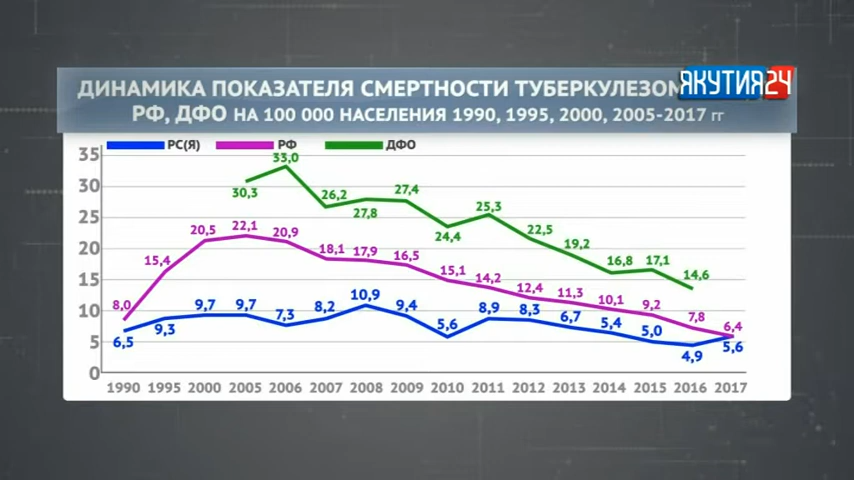 ДИНАМИКА ПОКАЗАТЕЛЯ СМЕРТНОСТИ ТУБЕРКУЛЕЗОМ
ЯКУТИЯ24
РФ, ДФО НА 100 000 НАСЕЛЕНИЯ 1990, 1995, 2000, 2005-2017 гг
РС(Я) РФ ДФО
35
30
25
20
15
10
5
0
30,3 33,0 26,2 27,8 27,4 24,4 25,3 22,5 19,2 16,8 17,1 14,6
8,0 15,4 20,5 22,1 20,9 18,1 17,9 16,5 15,1 14,2 12,4 11,3 10,1 9,2 7,8 6,4
6,5 9,3 9,7 9,7 7,3 8,2 10,9 9,4 5,6 8,9 8,3 6,7 5,4 5,0 4,9 5,6
1990 1995 2000 2005 2006 2007 2008 2009 2010 2011 2012 2013 2014 2015 2016 2017